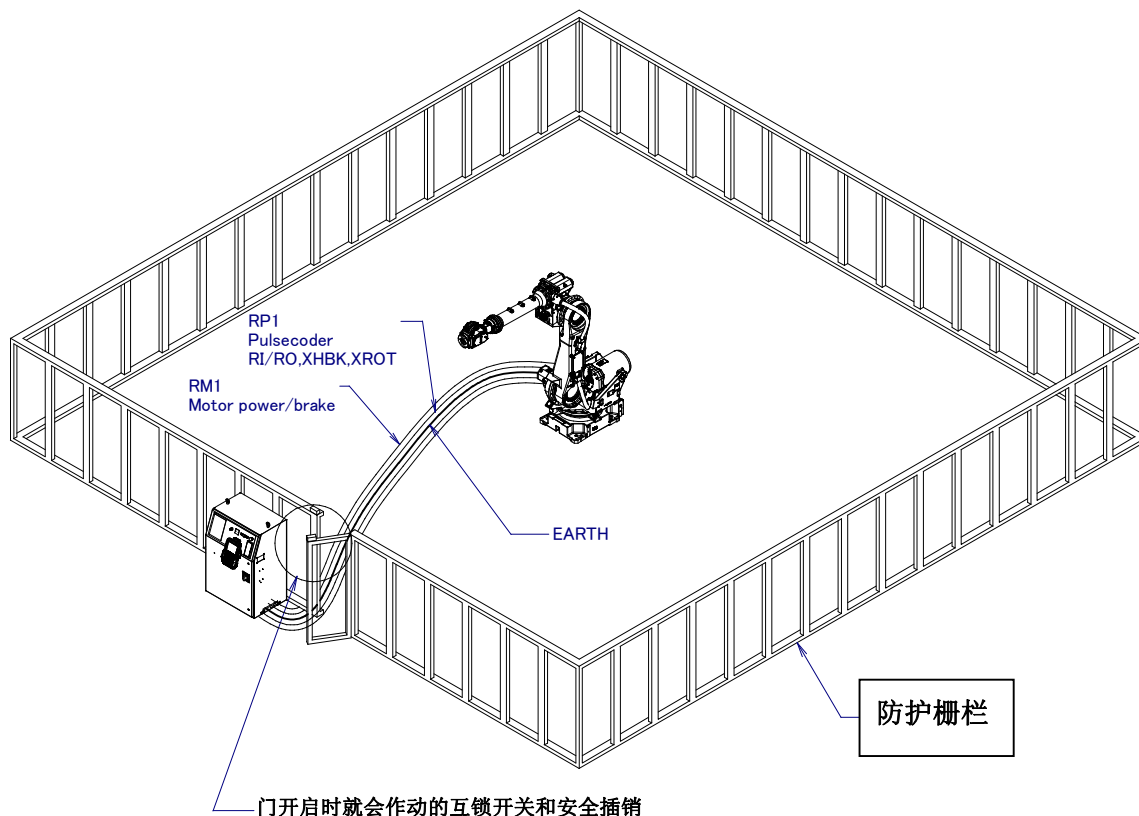 RP1
Pulsecoder
RI/RO,XHBK,XROT
RM1
Motor power/brake
EARTH
防护栅栏
门开启时就会作动的互锁开关和安全插销